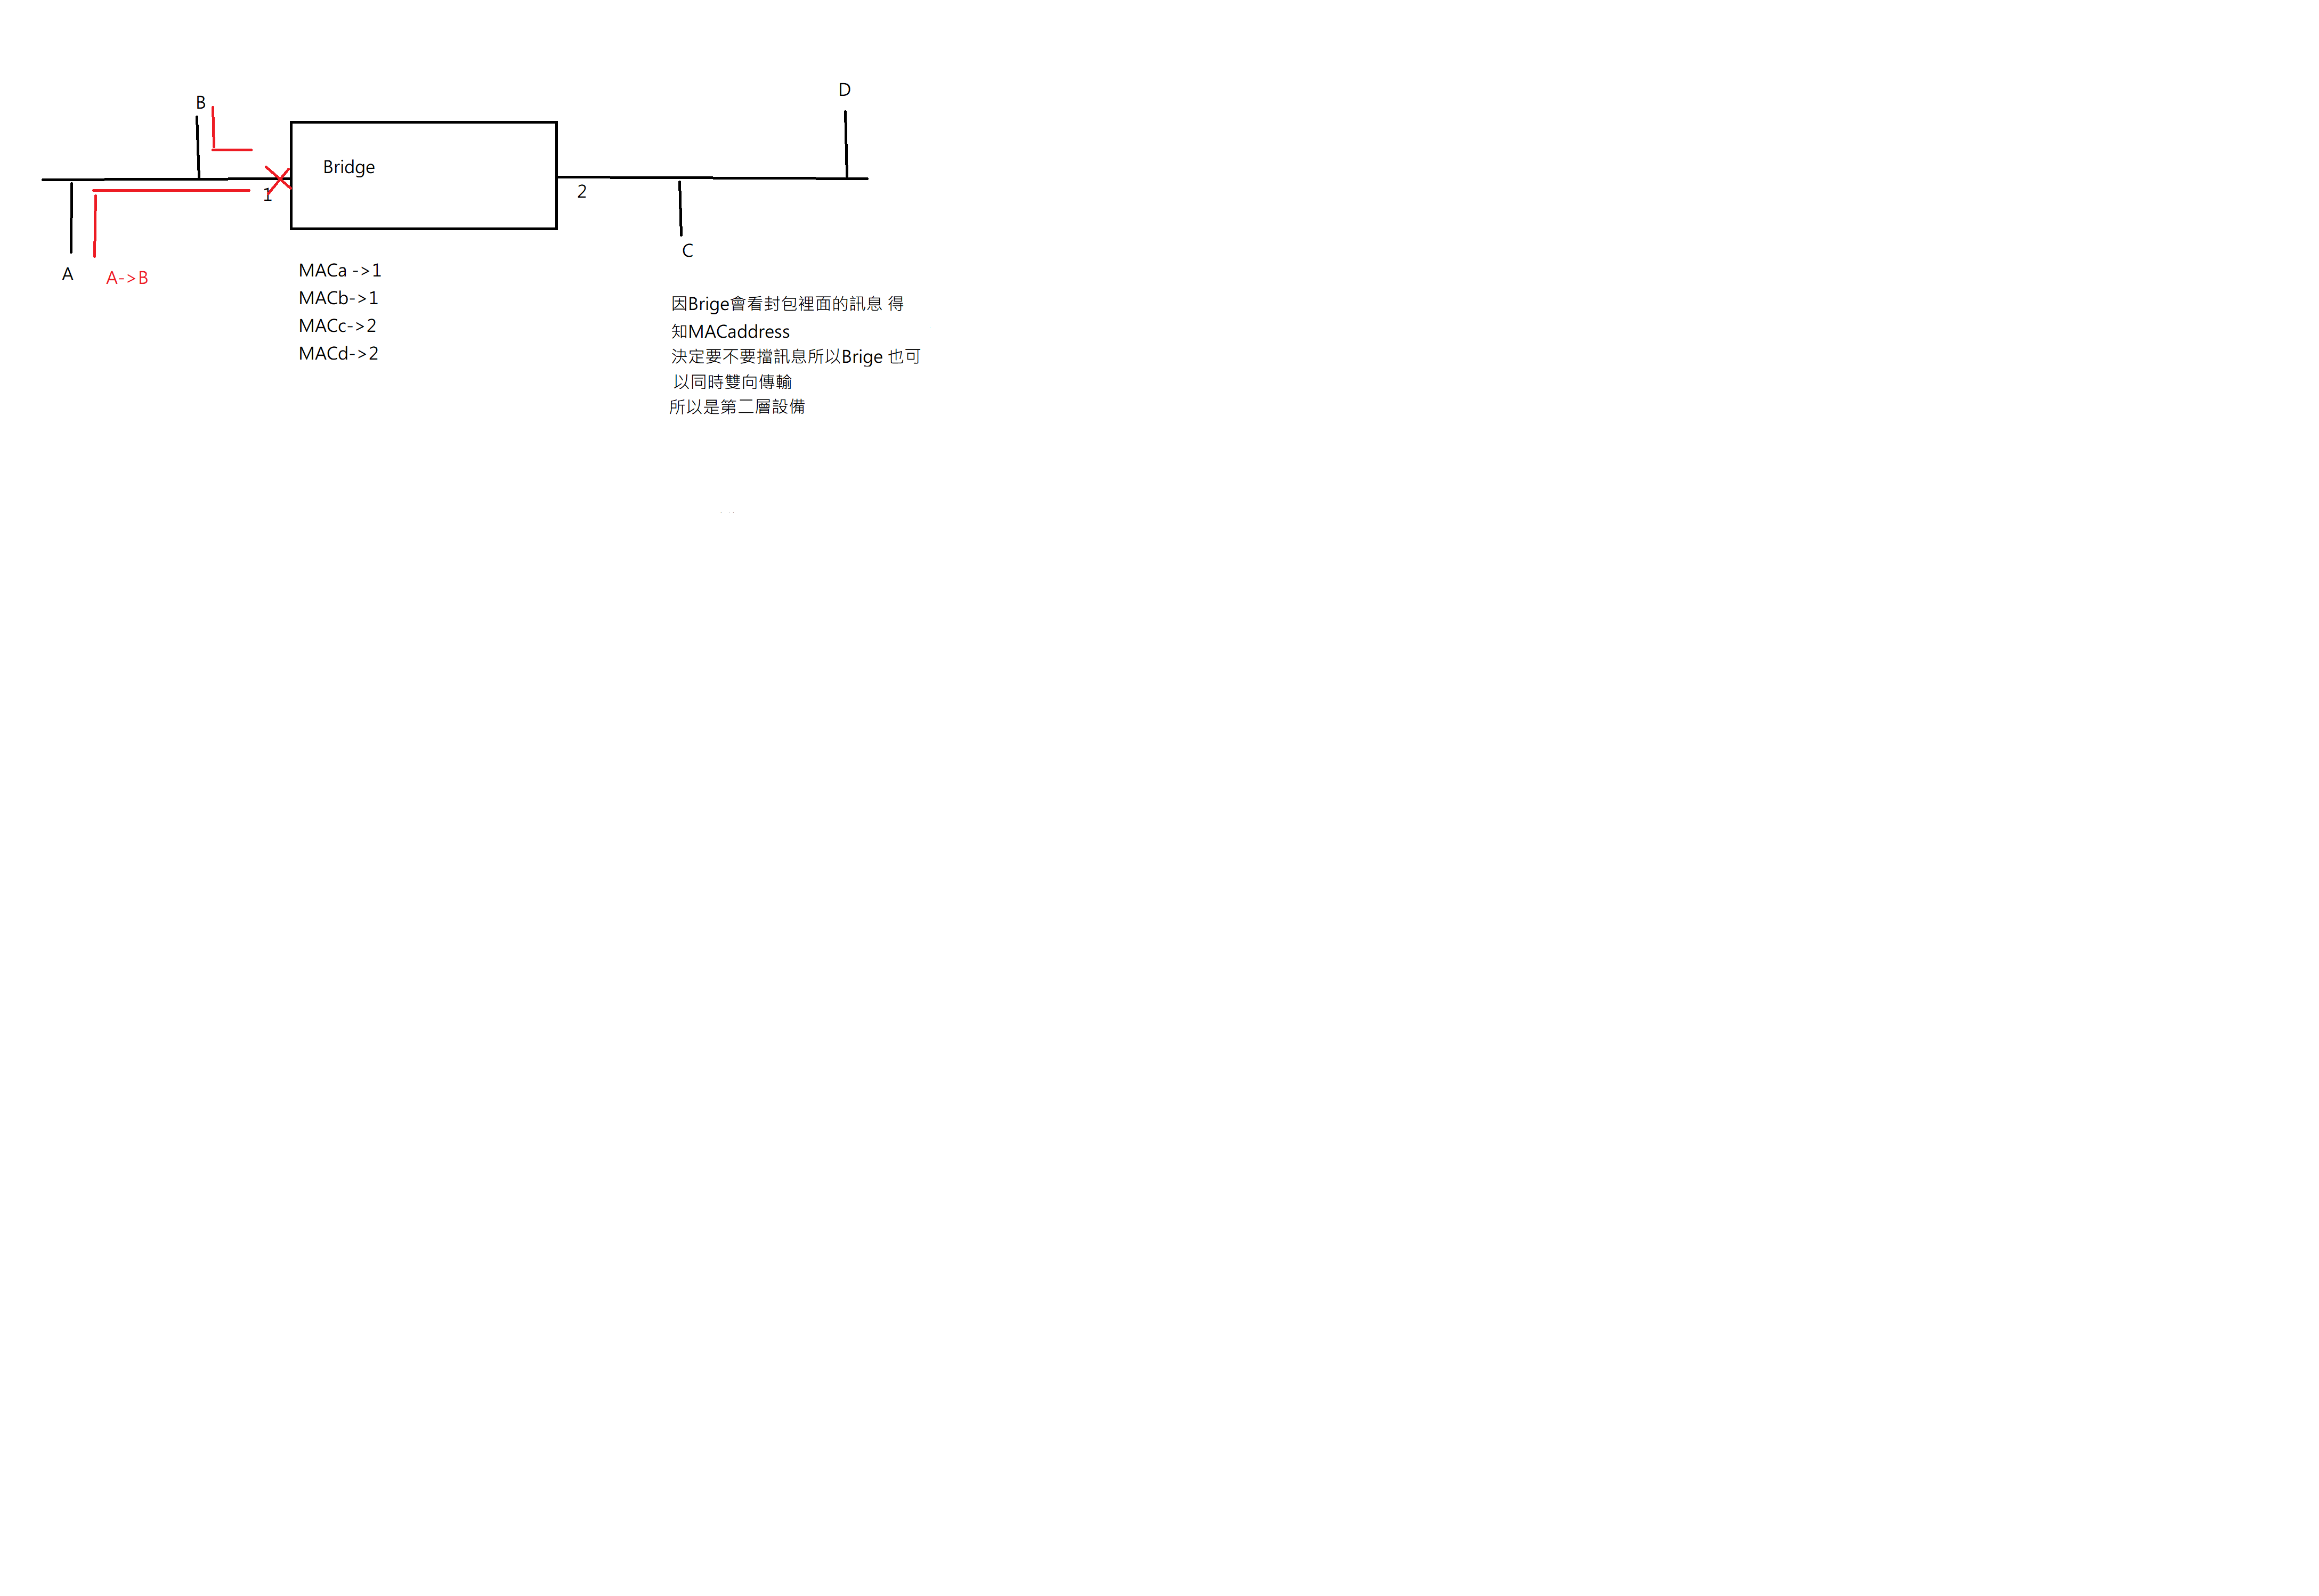 D
B
Bridge
1
2
C
A
A->B
MACa ->1
MACb->1
MACc->2
MACd->2
因Brige會看封包裡面的訊息 得
知MACaddress
決定要不要擋訊息所以Brige 也可
以同時雙向傳輸
所以是第二層設備